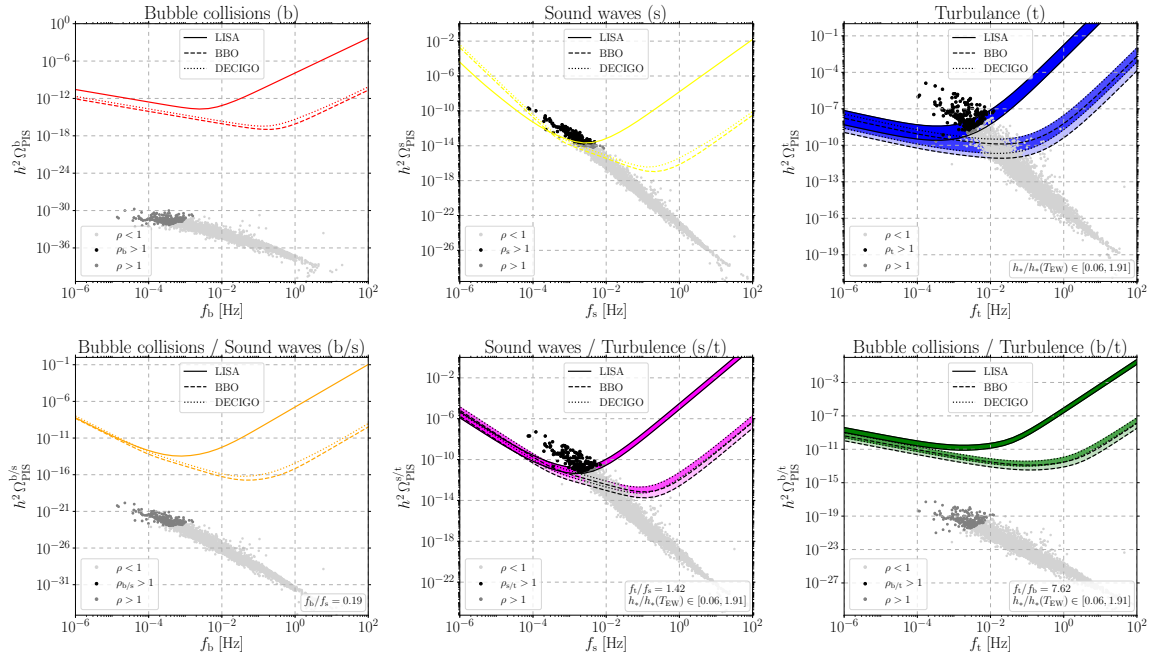 Bubble collisions (b)
LISA
BBO
DECIGO
10^0
10^-6
10^-12
10^-18
10^-24
10^-30
10^-36
h^2 Ω_PIS^b
ρ < 1
ρ_b > 1
ρ > 1
10^-6 10^-4 10^-2 10^0 10^2
f_b [Hz]
Sound waves (s)
LISA
BBO
DECIGO
10^-2
10^-6
10^-10
10^-14
10^-18
10^-22
10^-26
h^2 Ω_PIS^s
ρ < 1
ρ_s > 1
ρ > 1
10^-6 10^-4 10^-2 10^0 10^2
f_s [Hz]
Turbulance (t)
LISA
BBO
DECIGO
10^-1
10^-4
10^-7
10^-10
10^-13
10^-16
10^-19
h^2 Ω_PIS^t
ρ < 1
ρ_t > 1
ρ > 1
h_*/h_*(T_EW) ∈ [0.06, 1.91]
10^-6 10^-4 10^-2 10^0 10^2
f_t [Hz]
Bubble collisions / Sound waves (b/s)
LISA
BBO
DECIGO
10^-1
10^-6
10^-11
10^-16
10^-21
10^-26
10^-31
h^2 Ω_PIS^b/s
ρ < 1
ρ_b/s > 1
ρ > 1
f_b/f_s = 0.19
10^-6 10^-4 10^-2 10^0 10^2
f_b [Hz]
Sound waves / Turbulence (s/t)
LISA
BBO
DECIGO
10^-2
10^-6
10^-10
10^-14
10^-18
10^-22
h^2 Ω_PIS^s/t
ρ < 1
ρ_s/t > 1
ρ > 1
f_t/f_s = 1.42
h_*/h_*(T_EW) ∈ [0.06, 1.91]
10^-6 10^-4 10^-2 10^0 10^2
f_s [Hz]
Bubble collisions / Turbulence (b/t)
LISA
BBO
DECIGO
10^-3
10^-7
10^-11
10^-15
10^-19
10^-23
10^-27
h^2 Ω_PIS^b/t
ρ < 1
ρ_b/t > 1
ρ > 1
f_t/f_b = 7.62
h_*/h_*(T_EW) ∈ [0.06, 1.91]
10^-6 10^-4 10^-2 10^0 10^2
f_t [Hz]